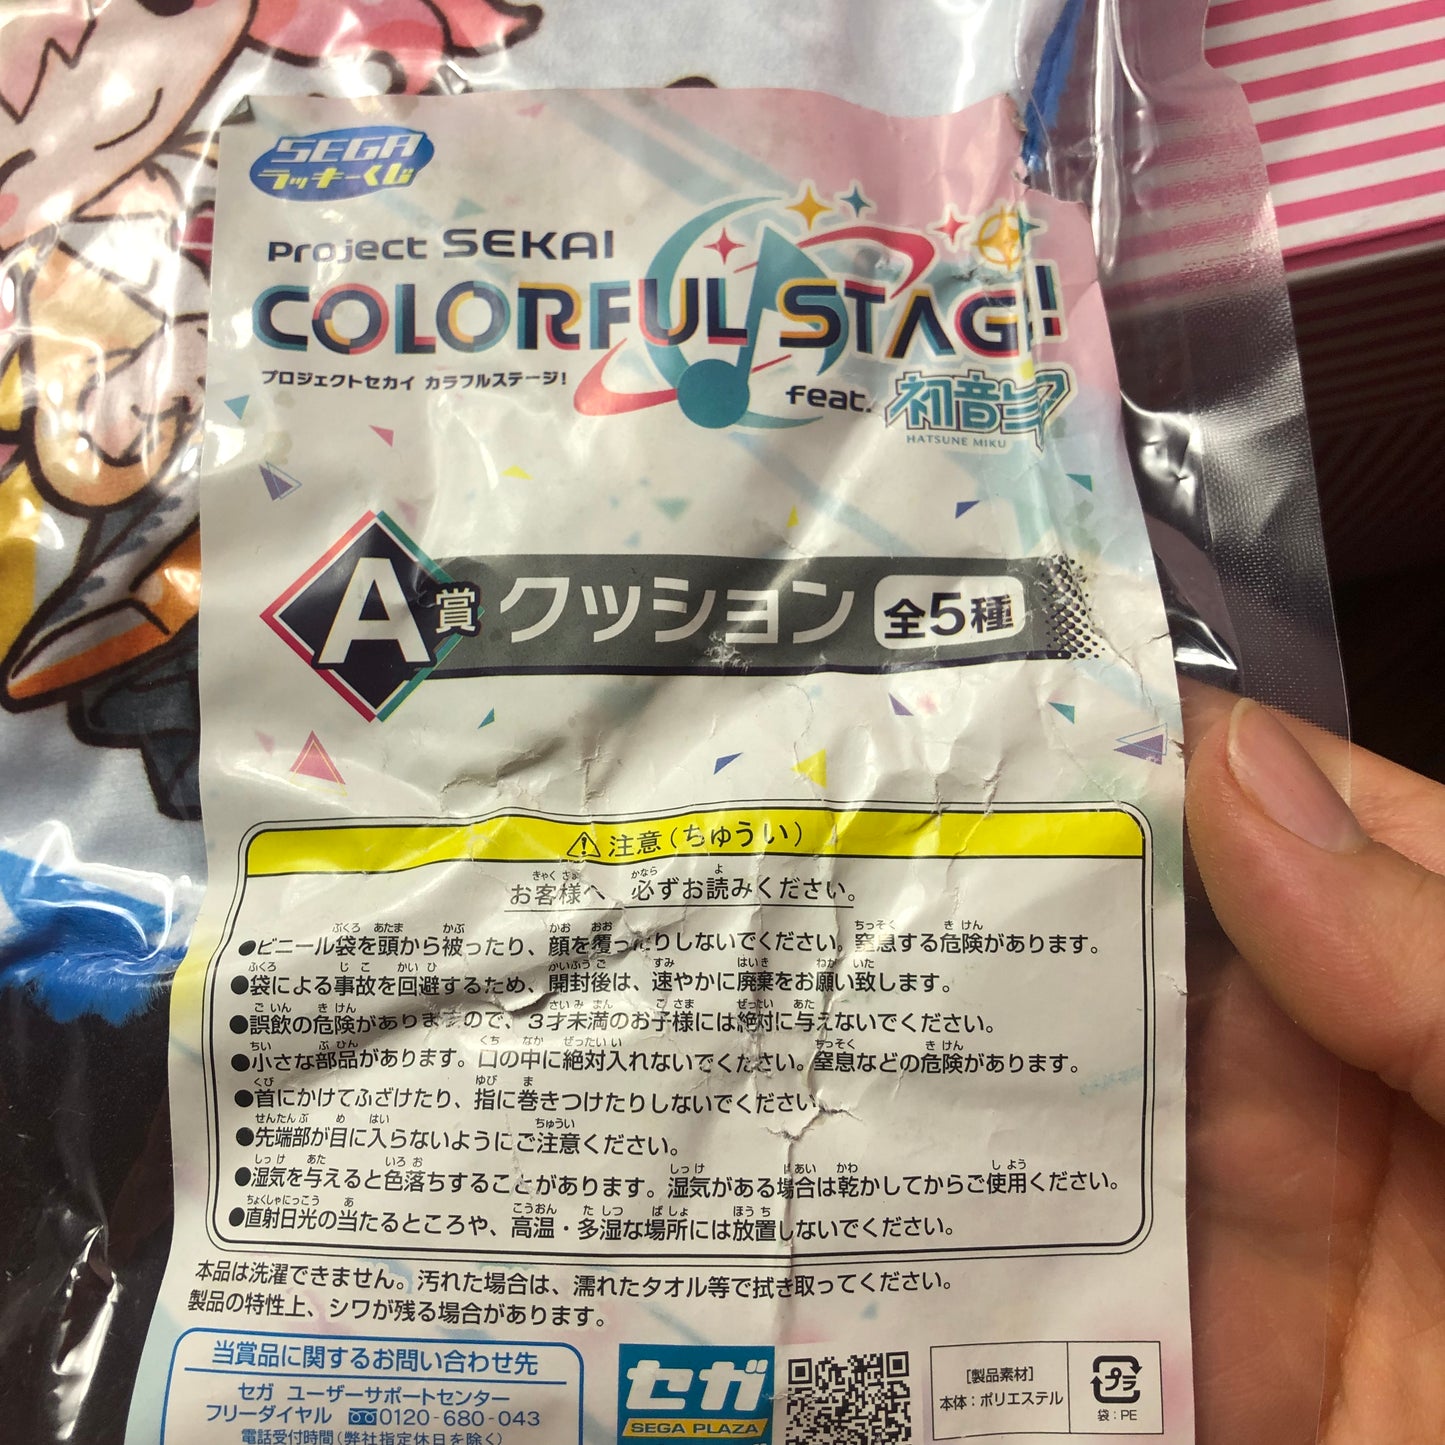 SEGA
ラッキーくじ
Project SEKAI
COLORFUL STAGE!
プロジェクトセカイ カラフルステージ!
feat. 初音ミク
HATSUNE MIKU
A賞 クッション 全5種
注意(ちゅうい)
お客様へ 必ずお読みください。
●ビニール袋を頭から被ったり、顔を覆ったりしないでください。窒息する危険があります。
●袋による事故を回避するため、開封後は、速やかに廃棄をお願い致します。
●誤飲の危険がありますので、3才未満のお子様には絶対に与えないでください。
●小さな部品があります。口の中に絶対入れないでください。窒息などの危険があります。
●首にかけてふざけたり、指に巻きつけたりしないでください。
●先端部が目に入らないようにご注意ください。
●湿気を与えると色落ちすることがあります。湿気がある場合は乾かしてからご使用ください。
●直射日光の当たるところや、高温・多湿な場所には放置しないでください。
本品は洗濯できません。汚れた場合は、濡れたタオル等で拭き取ってください。
製品の特性上、シワが残る場合があります。
当賞品に関するお問い合わせ先
セガ ユーザーサポートセンター
フリーダイヤル 0120-680-043
電話受付時間(弊社指定休日を除く)
セガ
SEGA PLAZA
[製品素材]
本体:ポリエステル
プラ
袋:PE